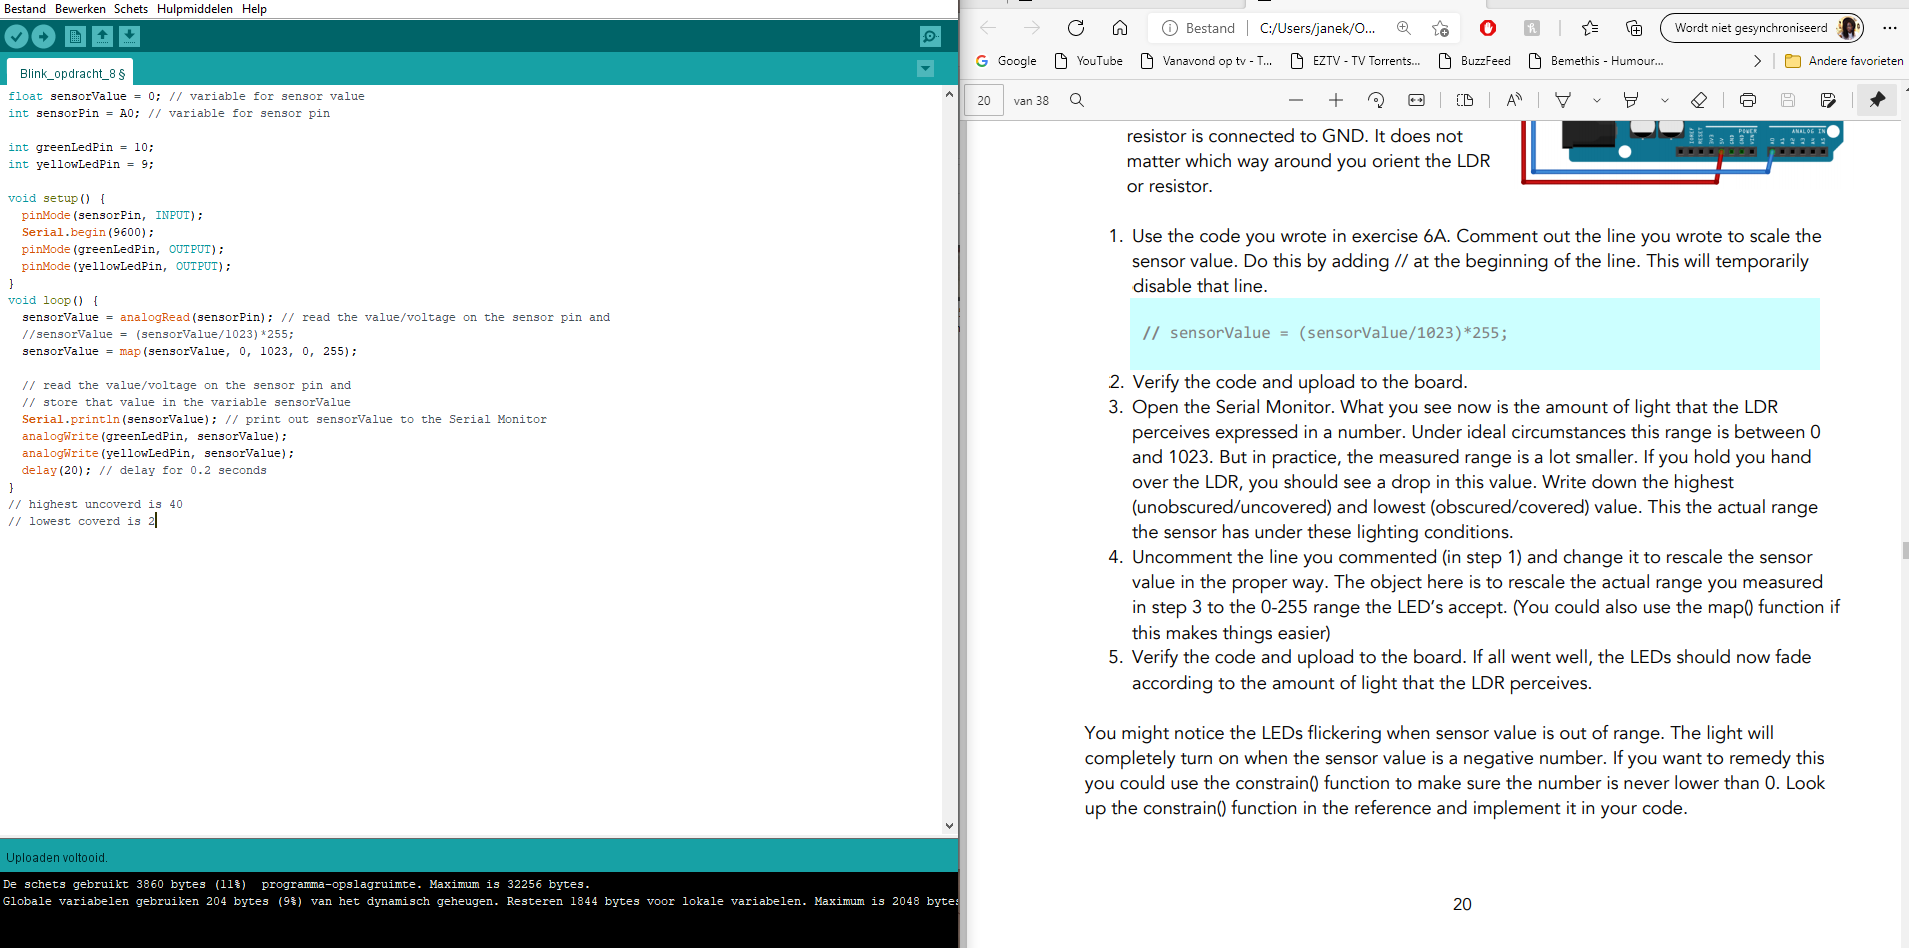 Bestand Bewerken Schets Hulpmiddelen Help
Blink_opdracht_8 §
float sensorValue = 0; // variable for sensor value
int sensorPin = A0; // variable for sensor pin
int greenLedPin = 10;
int yellowLedPin = 9;
void setup() {
pinMode(sensorPin, INPUT);
Serial.begin(9600);
pinMode(greenLedPin, OUTPUT);
pinMode(yellowLedPin, OUTPUT);
}
void loop() {
sensorValue = analogRead(sensorPin); // read the value/voltage on the sensor pin and
//sensorValue = (sensorValue/1023)*255;
sensorValue = map(sensorValue, 0, 1023, 0, 255);
// read the value/voltage on the sensor pin and
// store that value in the variable sensorValue
Serial.println(sensorValue); // print out sensorValue to the Serial Monitor
analogWrite(greenLedPin, sensorValue);
analogWrite(yellowLedPin, sensorValue);
delay(20); // delay for 0.2 seconds
}
// highest uncoverd is 40
// lowest coverd is 2
Uploaden voltooid.
De schets gebruikt 3860 bytes (11%) programma-opslagruimte. Maximum is 32256 bytes.
Globale variabelen gebruiken 204 bytes (9%) van het dynamisch geheugen. Resteren 1844 bytes voor lokale variabelen. Maximum is 2048 bytes
Bestand C:/Users/janek/O... Wordt niet gesynchroniseerd
Google YouTube Vanavond op tv - T... EZTV - TV Torrents... BuzzFeed Bemethis - Humour... Andere favorieten
20 van 38
resistor is connected to GND. It does not
matter which way around you orient the LDR
or resistor.
POWER ANALOG IN
1. Use the code you wrote in exercise 6A. Comment out the line you wrote to scale the
sensor value. Do this by adding // at the beginning of the line. This will temporarily
disable that line.
// sensorValue = (sensorValue/1023)*255;
2. Verify the code and upload to the board.
3. Open the Serial Monitor. What you see now is the amount of light that the LDR
perceives expressed in a number. Under ideal circumstances this range is between 0
and 1023. But in practice, the measured range is a lot smaller. If you hold you hand
over the LDR, you should see a drop in this value. Write down the highest
(unobscured/uncovered) and lowest (obscured/covered) value. This the actual range
the sensor has under these lighting conditions.
4. Uncomment the line you commented (in step 1) and change it to rescale the sensor
value in the proper way. The object here is to rescale the actual range you measured
in step 3 to the 0-255 range the LED’s accept. (You could also use the map() function if
this makes things easier)
5. Verify the code and upload to the board. If all went well, the LEDs should now fade
according to the amount of light that the LDR perceives.
You might notice the LEDs flickering when sensor value is out of range. The light will
completely turn on when the sensor value is a negative number. If you want to remedy this
you could use the constrain() function to make sure the number is never lower than 0. Look
up the constrain() function in the reference and implement it in your code.
20